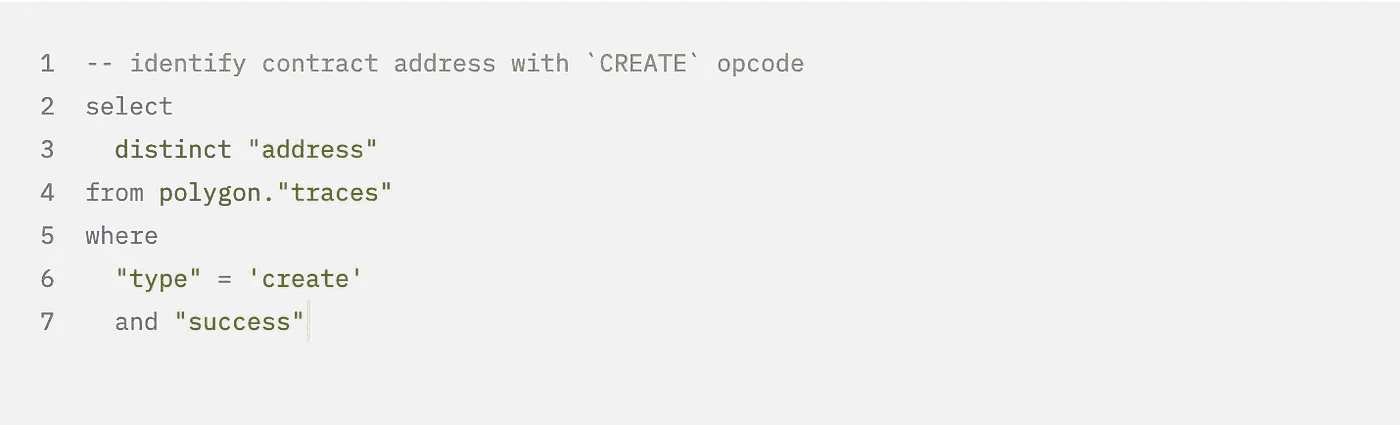 1 -- identify contract address with `CREATE` opcode
2 select
3 distinct "address"
4 from polygon."traces"
5 where
6 "type" = 'create'
7 and "success"